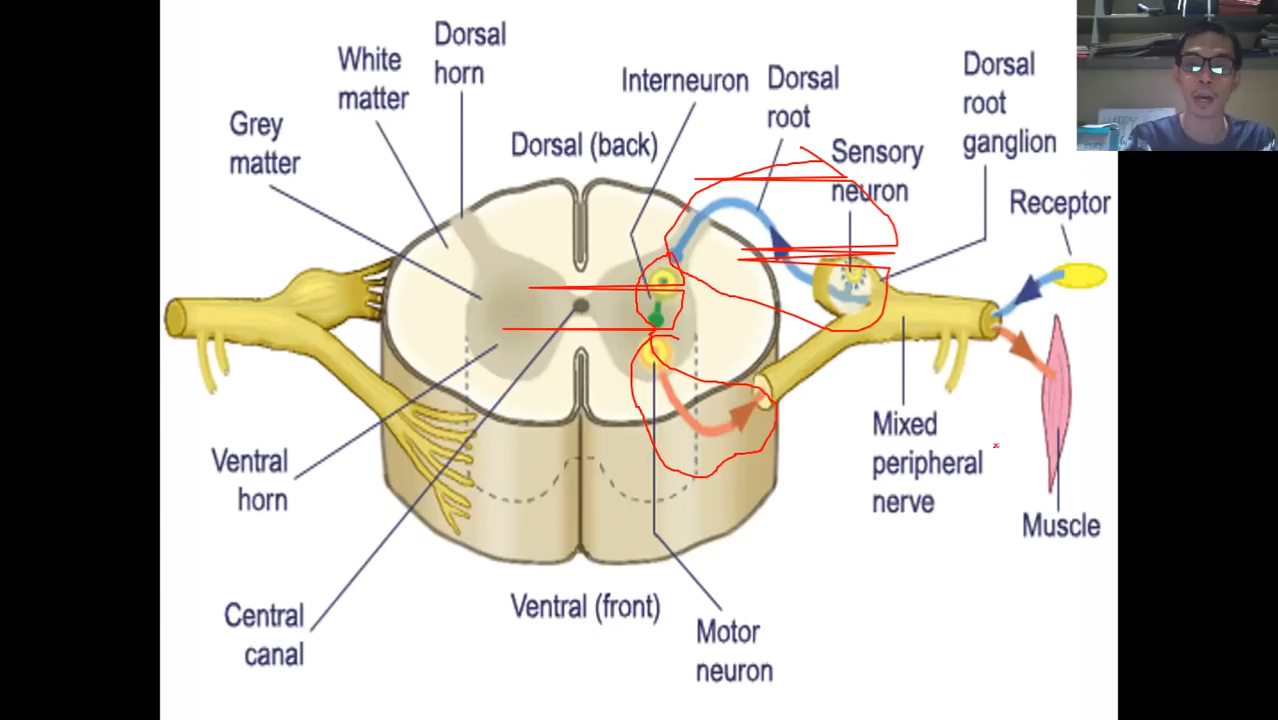 Dorsal
horn
White
matter
Grey
matter
Interneuron
Dorsal
root
Dorsal
root
ganglion
Dorsal (back)
Sensory
neuron
Receptor
Ventral
horn
Mixed
peripheral
nerve
Muscle
Central
canal
Ventral (front)
Motor
neuron